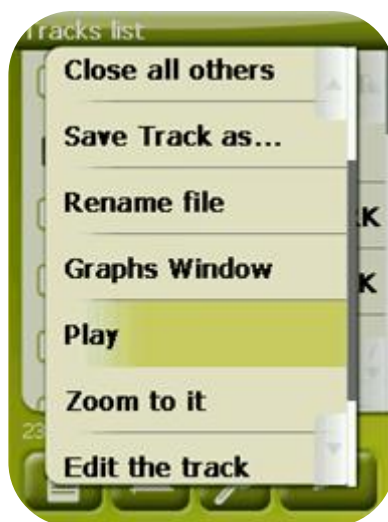 Tracks list
Close all others
Save Track as...
Rename file
K
Graphs Window
K
Play
Zoom to it
23
Edit the track